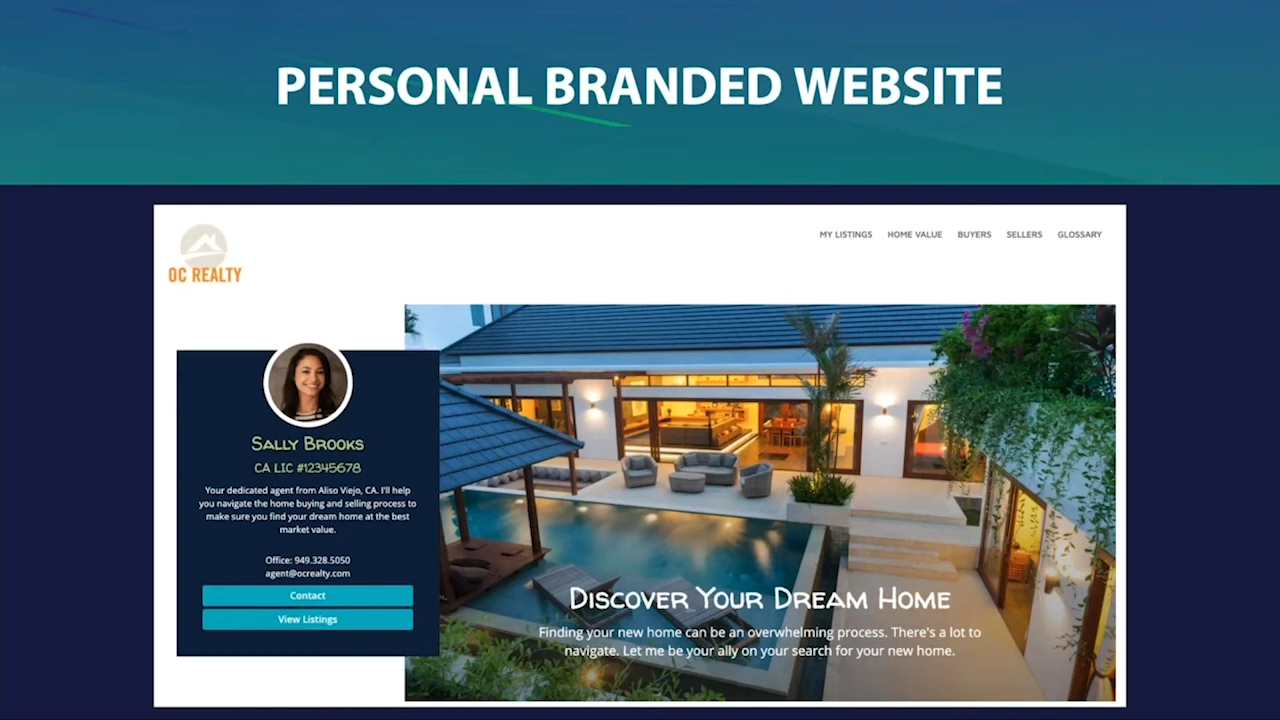 PERSONAL BRANDED WEBSITE
OC REALTY
MY LISTINGS HOME VALUE BUYERS SELLERS GLOSSARY
Sally Brooks
CA LIC #12345678
Your dedicated agent from Aliso Viejo, CA. I'll help
you navigate the home buying and selling process to
make sure you find your dream home at the best
market value.
Office: 949.328.5050
agent@ocrealty.com
Contact
View Listings
Discover Your Dream Home
Finding your new home can be an overwhelming process. There's a lot to
navigate. Let me be your ally on your search for your new home.